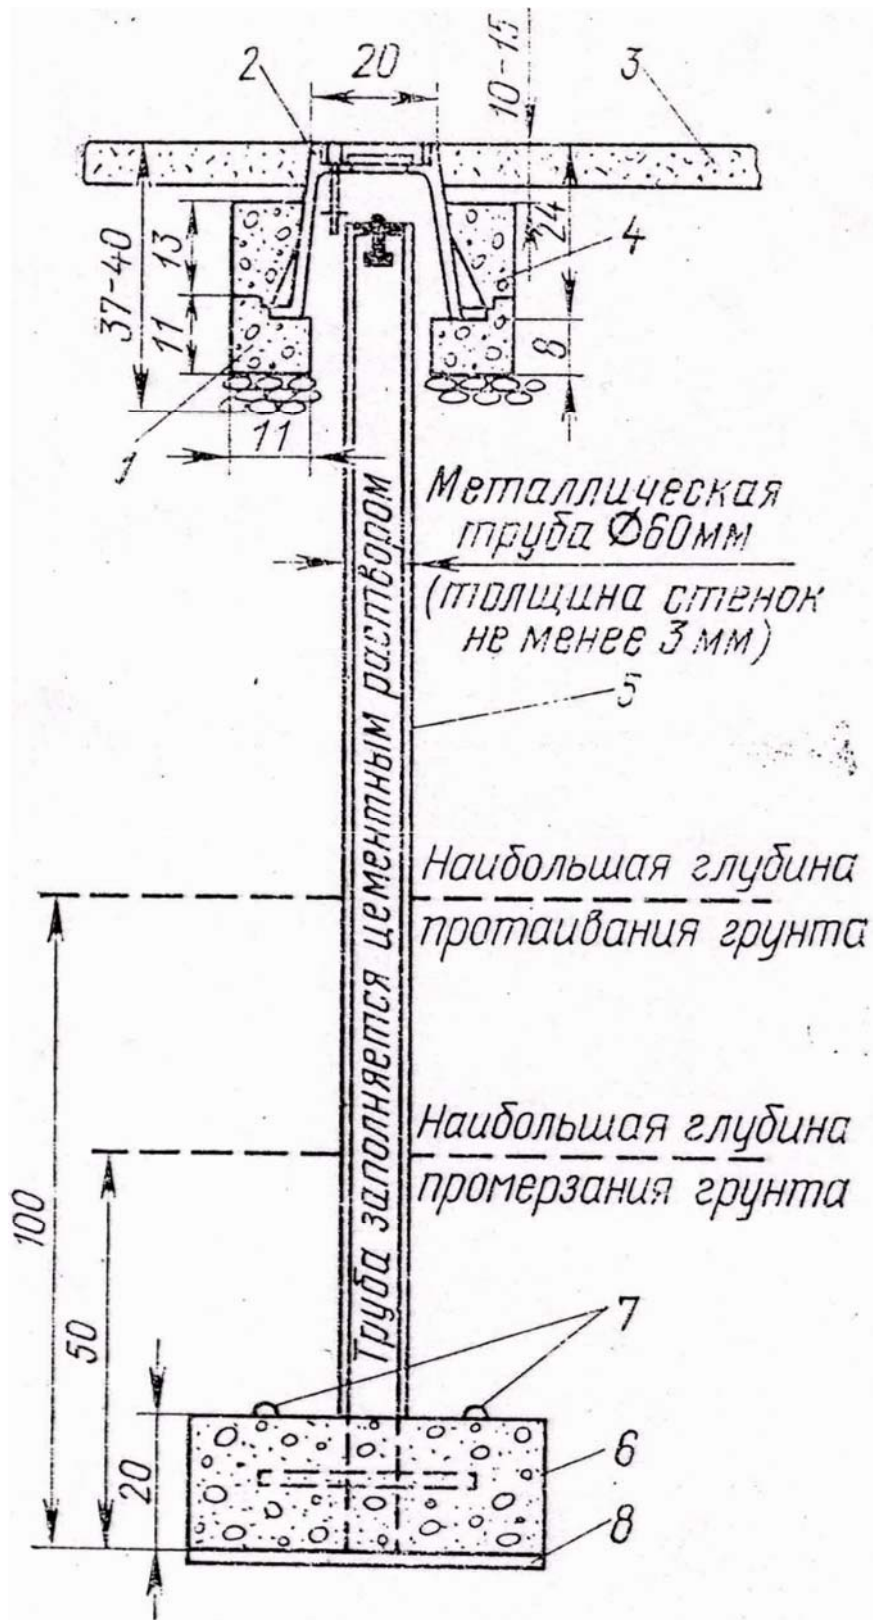 2
20
10-15
3
37-40
13
11
24
4
8
1
11
Металлическая
труба Ø60мм
(толщина стенок
не менее 3 мм)
5
Труба заполняется цементным раствором
Наибольшая глубина
протаивания грунта
Наибольшая глубина
промерзания грунта
100
50
20
7
6
8